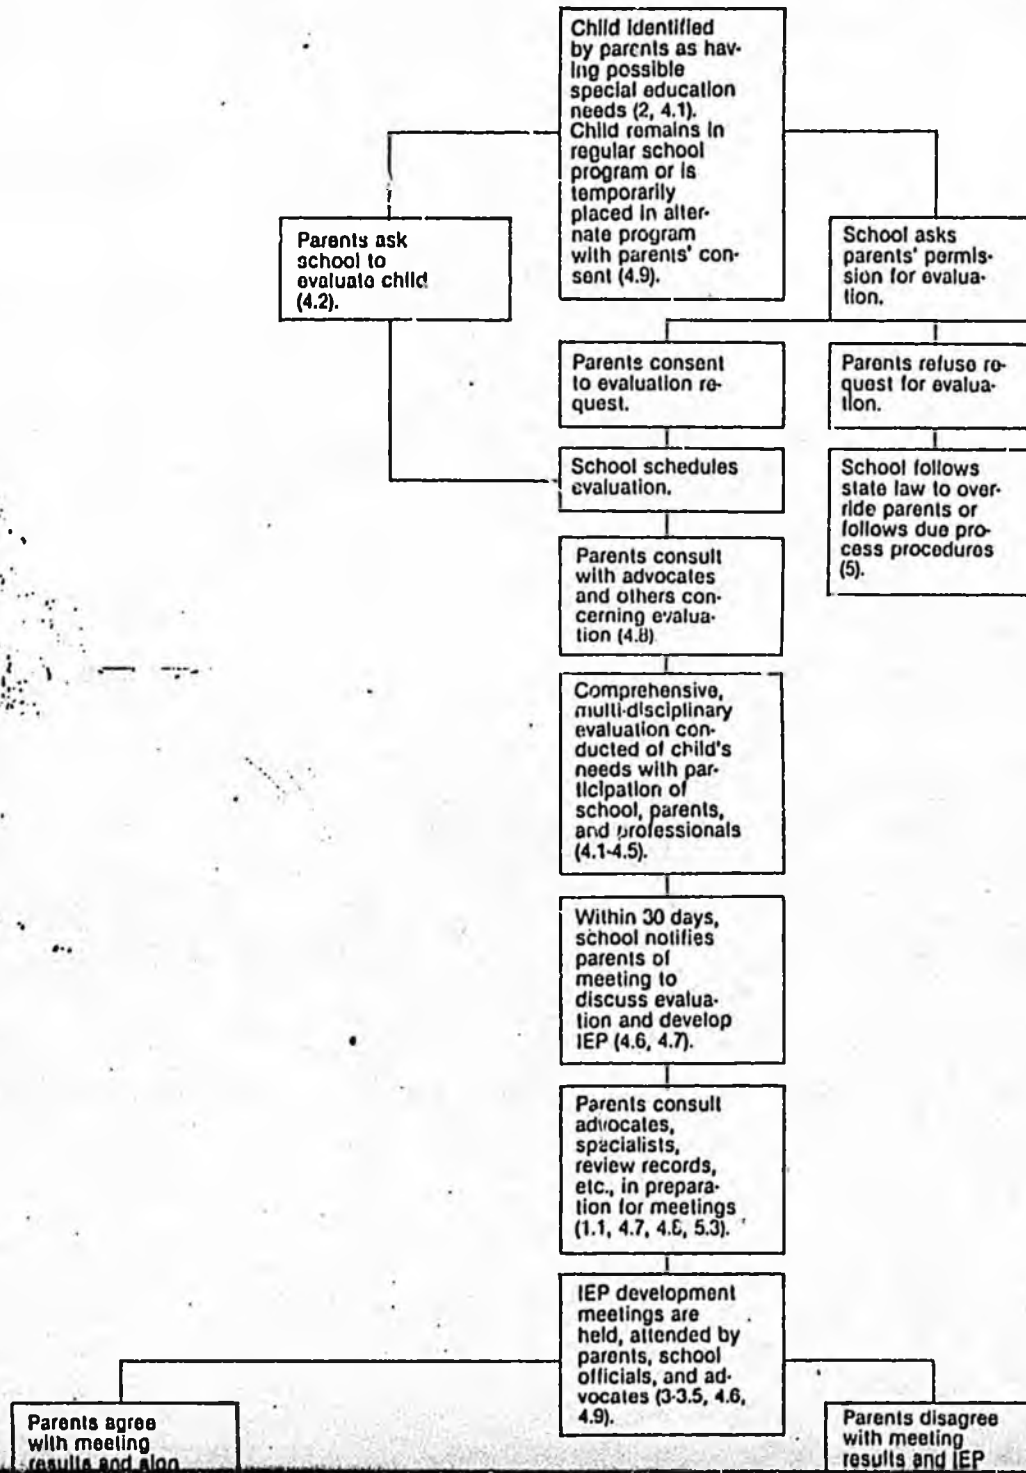 Child identified
by parents as hav-
ing possible
special education
needs (2, 4.1).
Child remains in
regular school
program or is
temporarily
placed in alter-
nate program
with parents' con-
sent (4.9).
Parents ask
school to
evaluate child
(4.2).
School asks
parents' permis-
sion for evalua-
tion.
Parents consent
to evaluation re-
quest.
Parents refuse re-
quest for evalua-
tion.
School schedules
evaluation.
School follows
state law to over-
ride parents or
follows due pro-
cess procedures
(5).
Parents consult
with advocates
and others con-
cerning evalua-
tion (4.8)
Comprehensive,
multi-disciplinary
evaluation con-
ducted of child's
needs with par-
ticipation of
school, parents,
and professionals
(4.1-4.5).
Within 30 days,
school notifies
parents of
meeting to
discuss evalua-
tion and develop
IEP (4.6, 4.7).
Parents consult
advocates,
specialists,
review records,
etc., in prepara-
tion for meetings
(1.1, 4.7, 4.8, 5.3).
IEP development
meetings are
held, attended by
parents, school
officials, and ad-
vocates (3-3.5, 4.6,
4.9).
Parents agree
with meeting
results and sign
Parents disagree
with meeting
results and IEP